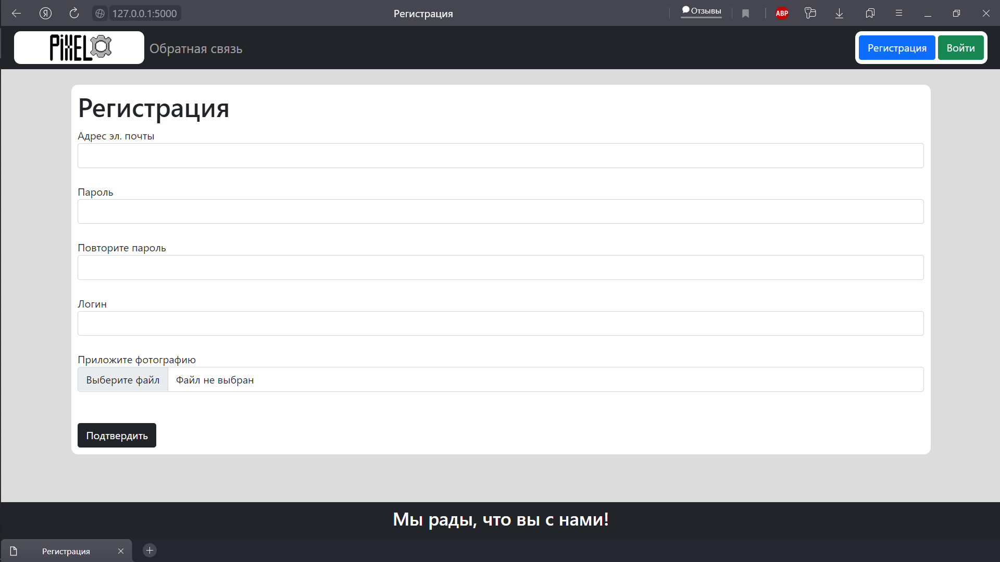 127.0.0.1:5000
Регистрация
Отзывы
ABP
PIXEL
Обратная связь
Регистрация
Войти
Регистрация
Адрес эл. почты
Пароль
Повторите пароль
Логин
Приложите фотографию
Выберите файл
Файл не выбран
Подтвердить
Мы рады, что вы с нами!
Регистрация